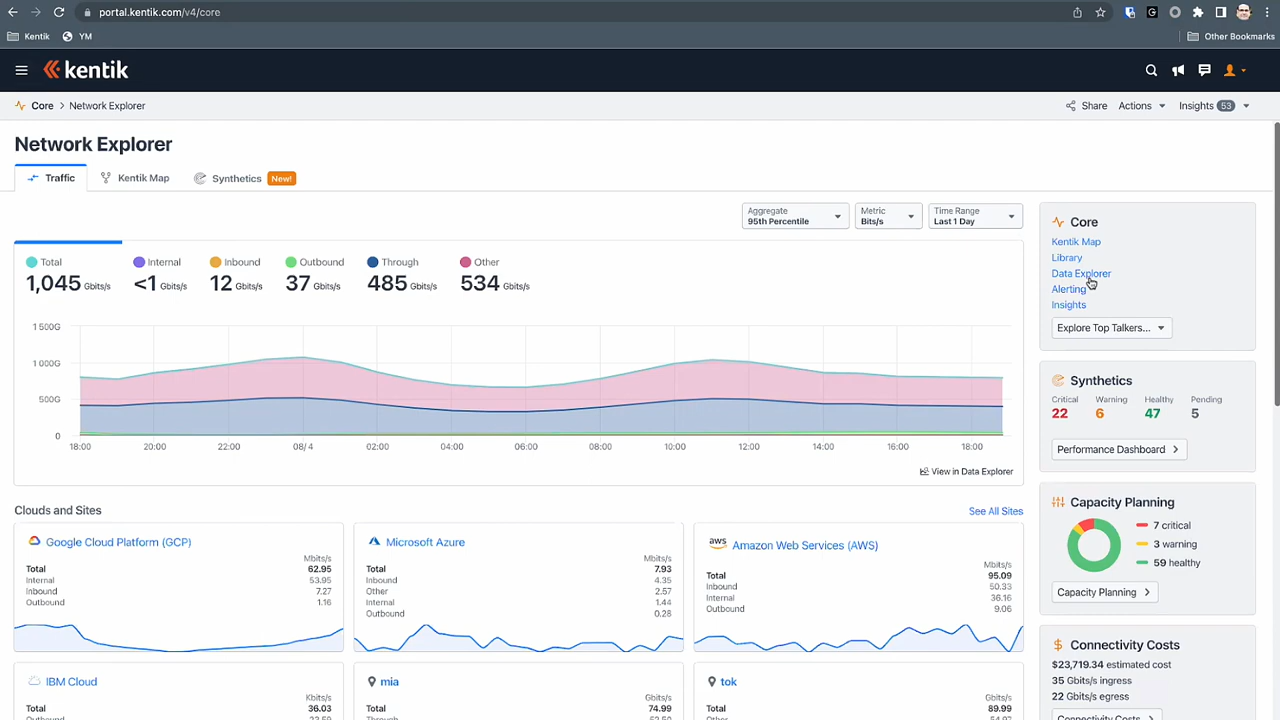 portal.kentik.com/v4/core
Kentik
YM
Other Bookmarks
kentik
Core > Network Explorer
Share
Actions
Insights 53
Network Explorer
Traffic
Kentik Map
Synthetics New!
Aggregate
95th Percentile
Metric
Bits/s
Time Range
Last 1 Day
Total
1,045 Gbits/s
Internal
<1 Gbits/s
Inbound
12 Gbits/s
Outbound
37 Gbits/s
Through
485 Gbits/s
Other
534 Gbits/s
1 500G
1 000G
500G
0
18:00 20:00 22:00 08/ 4 02:00 04:00 06:00 08:00 10:00 12:00 14:00 16:00 18:00
View in Data Explorer
Core
Kentik Map
Library
Data Explorer
Alerting
Insights
Explore Top Talkers...
Synthetics
Critical Warning Healthy Pending
22 6 47 5
Performance Dashboard
Capacity Planning
7 critical
3 warning
59 healthy
Capacity Planning
Connectivity Costs
$23,719.34 estimated cost
35 Gbits/s ingress
22 Gbits/s egress
Connectivity Costs
Clouds and Sites
See All Sites
Google Cloud Platform (GCP)
Mbits/s
Total 62.95
Internal 53.95
Inbound 7.27
Outbound 1.16
Microsoft Azure
Mbits/s
Total 7.93
Inbound 4.35
Other 2.57
Internal 1.44
Outbound 0.28
aws
Amazon Web Services (AWS)
Mbits/s
Total 95.09
Inbound 50.33
Internal 36.16
Outbound 9.06
IBM Cloud
Kbits/s
Total 36.03
mia
Gbits/s
Total 74.99
Through
tok
Gbits/s
Total 89.99
Other